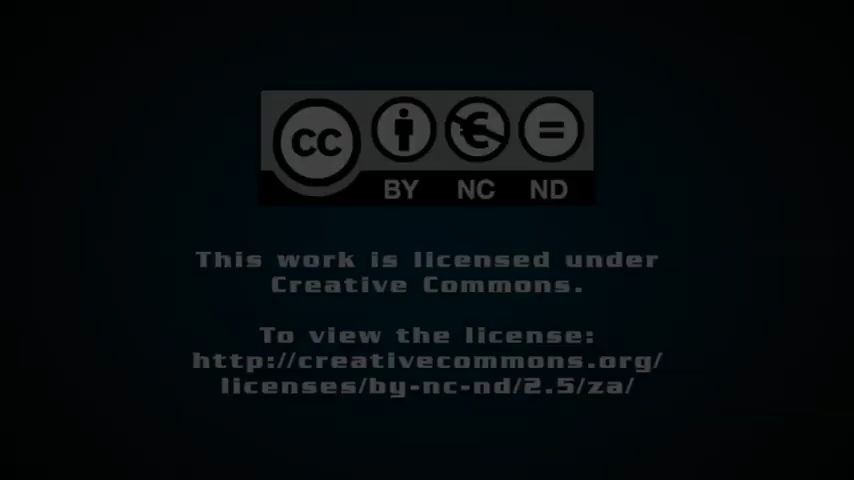 CC
BY NC ND
This work is licensed under
Creative Commons.
To view the license:
http://creativecommons.org/
licenses/by-nc-nd/2.5/za/